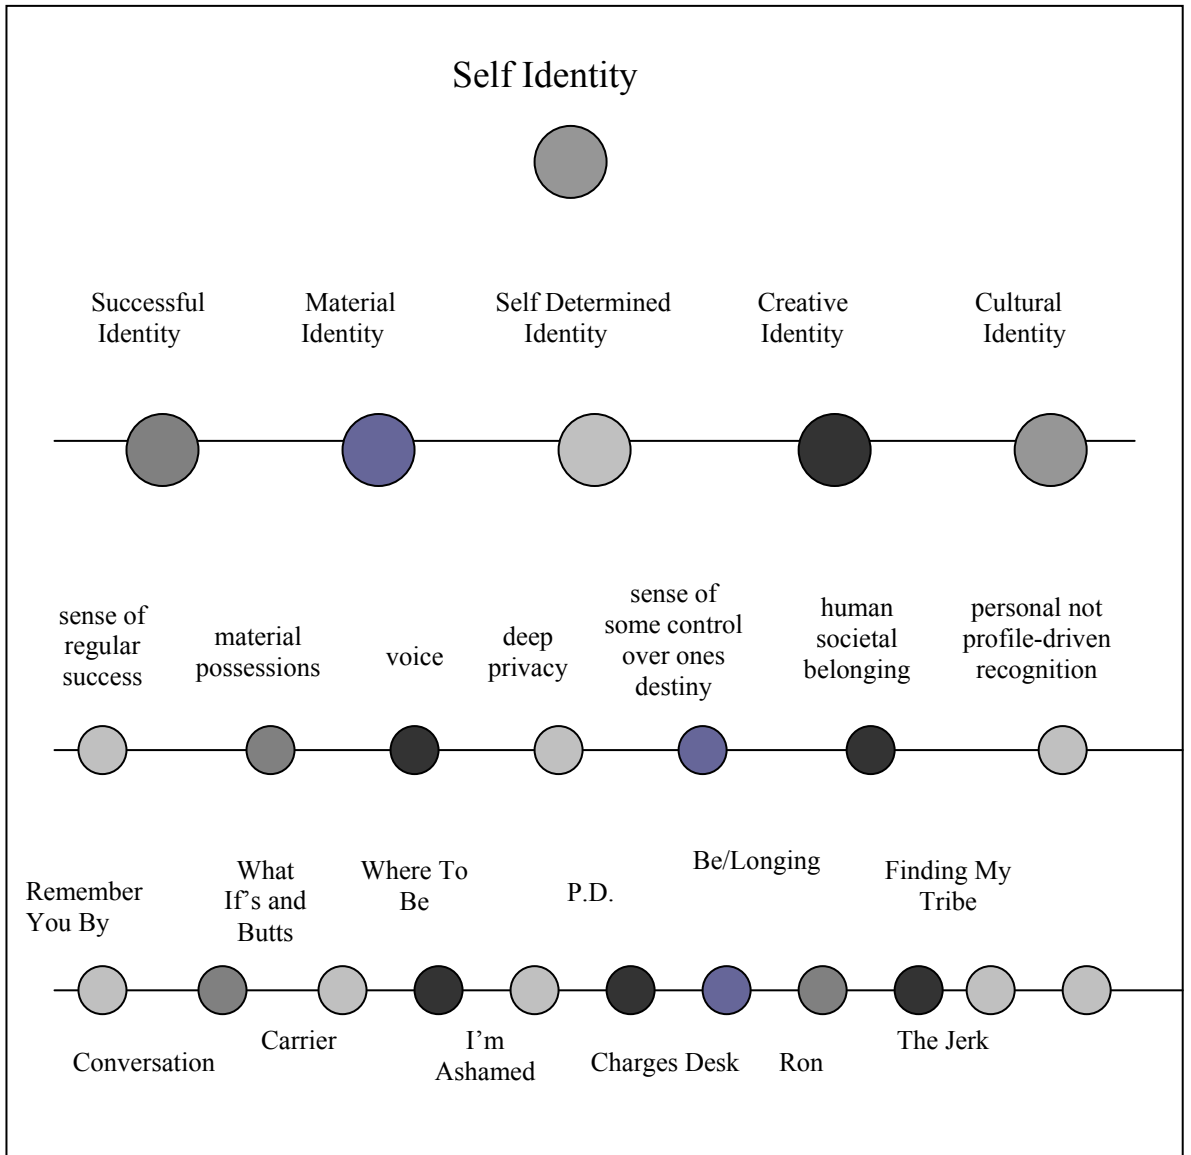 Self Identity
Successful
Identity
Material
Identity
Self Determined
Identity
Creative
Identity
Cultural
Identity
sense of
regular
success
material
possessions
voice
deep
privacy
sense of
some control
over ones
destiny
human
societal
belonging
personal not
profile-driven
recognition
Remember
You By
What
If’s and
Butts
Where To
Be
P.D.
Be/Longing
Finding My
Tribe
Conversation
Carrier
I’m
Ashamed
Charges Desk
Ron
The Jerk